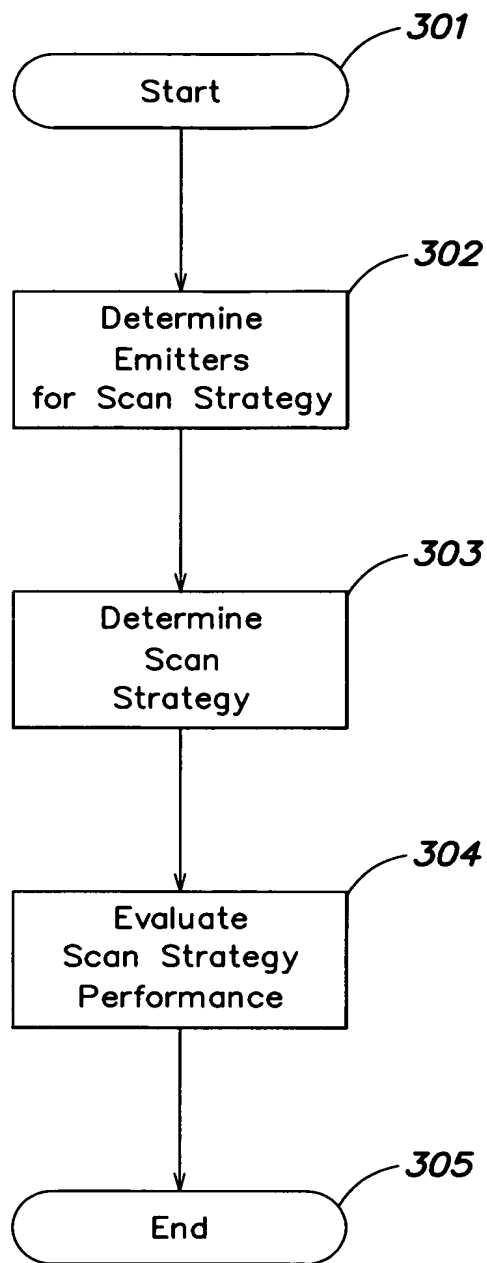 301
Start
302
Determine
Emitters
for Scan Strategy
303
Determine
Scan
Strategy
304
Evaluate
Scan Strategy
Performance
305
End